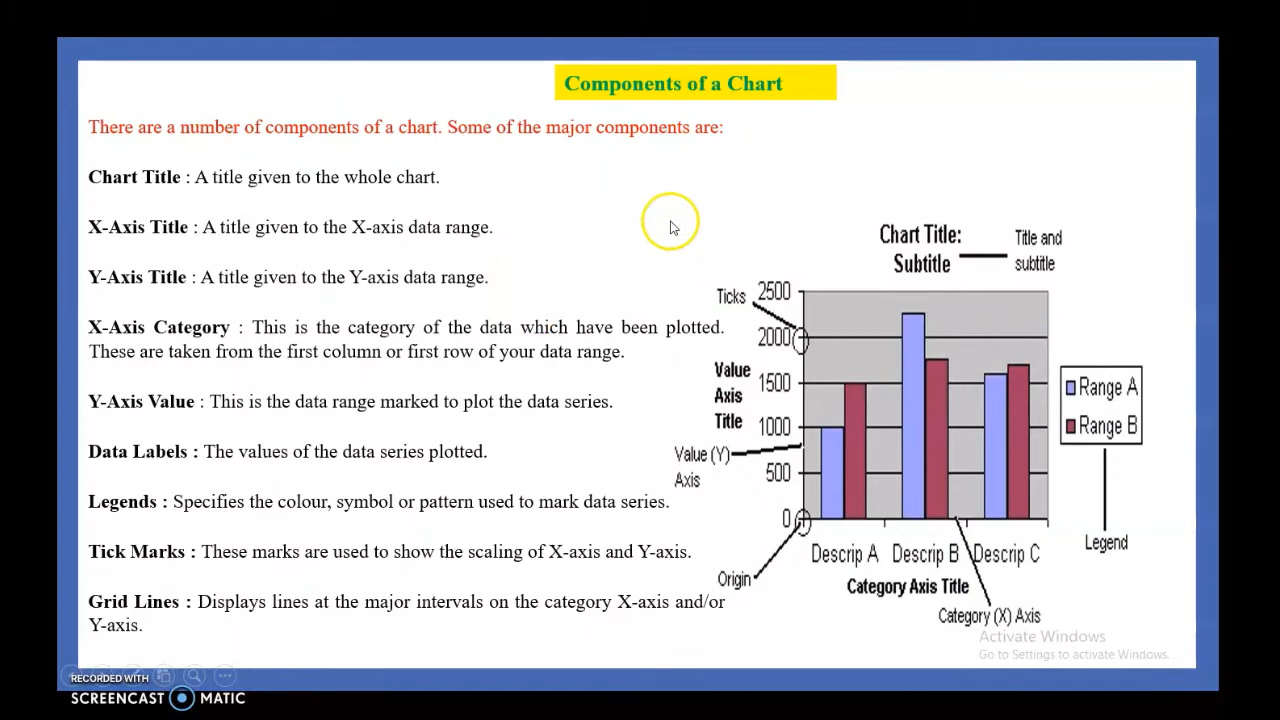 Components of a Chart
There are a number of components of a chart. Some of the major components are:
Chart Title : A title given to the whole chart.
X-Axis Title : A title given to the X-axis data range.
Y-Axis Title : A title given to the Y-axis data range.
X-Axis Category : This is the category of the data which have been plotted.
These are taken from the first column or first row of your data range.
Y-Axis Value : This is the data range marked to plot the data series.
Data Labels : The values of the data series plotted.
Legends : Specifies the colour, symbol or pattern used to mark data series.
Tick Marks : These marks are used to show the scaling of X-axis and Y-axis.
Grid Lines : Displays lines at the major intervals on the category X-axis and/or
Y-axis.
Chart Title:
Subtitle
Title and
subtitle
Ticks
2500
2000
1500
1000
500
0
Value
Axis
Title
Value (Y)
Axis
Origin
Descrip A
Descrip B
Descrip C
Category Axis Title
Category (X) Axis
Range A
Range B
Legend
Activate Windows
Go to Settings to activate Windows.
RECORDED WITH
SCREENCAST MATIC